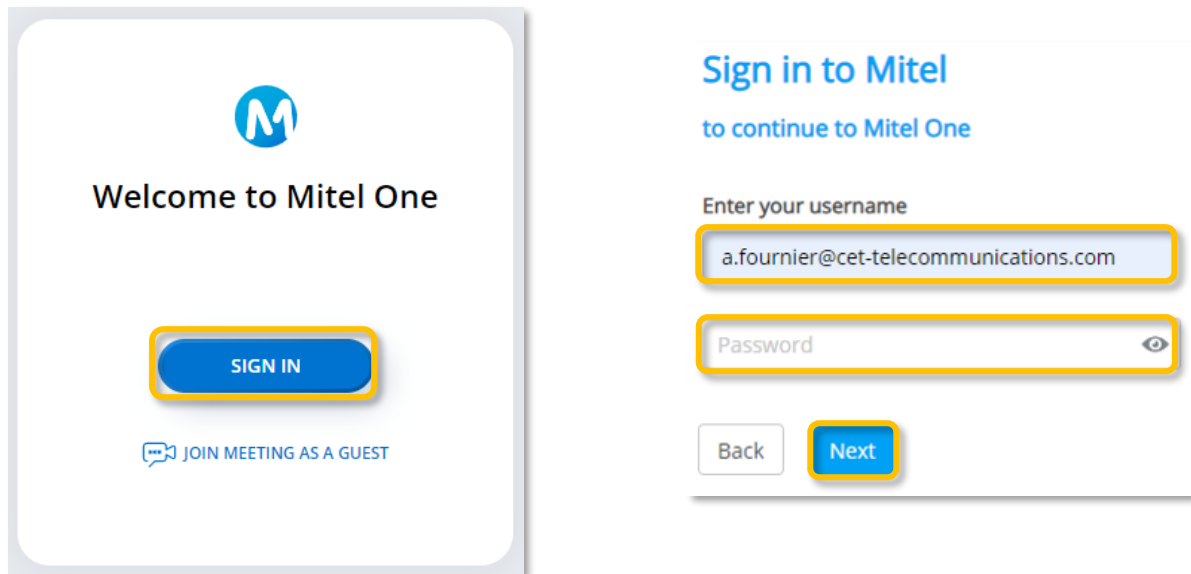 Welcome to Mitel One
SIGN IN
JOIN MEETING AS A GUEST
Sign in to Mitel
to continue to Mitel One
Enter your username
a.fournier@cet-telecommunications.com
Password
Back
Next